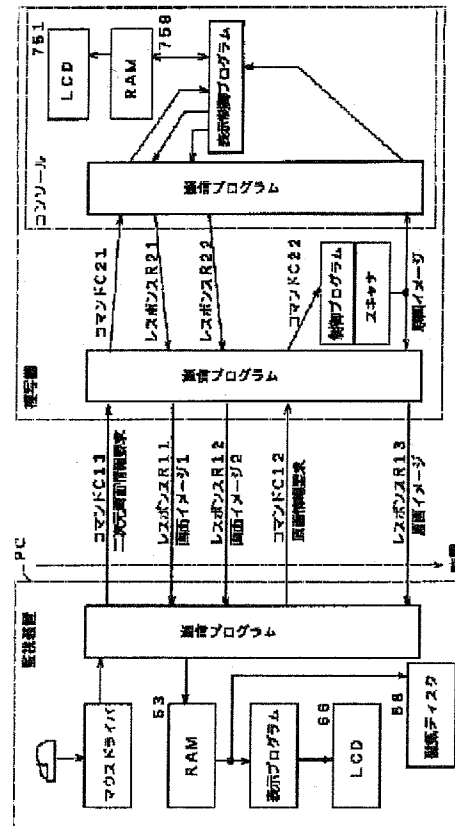 751
LCD
RAM
758
表示制御プログラム
通信プログラム
コンソール
コマンドC21
レスポンスR21
レスポンスR22
コマンドC22
制御プログラム
スキャナ
原画イメージ
通信プログラム
複写機
コマンドC11
二次元画面情報要求
レスポンスR11
画面イメージ1
レスポンスR12
画面イメージ2
コマンドC12
原画情報要求
レスポンスR13
原画イメージ
PC
監視装置
通信プログラム
マウスドライバ
53
RAM
表示プログラム
66
LCD
58
磁気ディスク